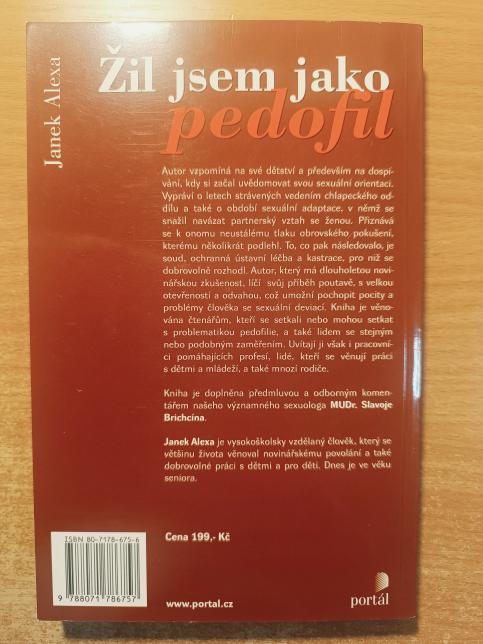 Janek Alexa
Žil jsem jako
pedofil
Autor vzpomíná na své dětství a především na dospí-
vání, kdy si začal uvědomovat svou sexuální orientaci.
Vypráví o letech strávených vedením chlapeckého od-
dílu a také o období sexuální adaptace, v němž se
snažil navázat partnerský vztah se ženou. Přiznává
se k onomu neustálému tlaku obrovského pokušení,
kterému několikrát podlehl. To, co pak následovalo, je
soud, ochranná ústavní léčba a kastrace, pro niž se
dobrovolně rozhodl. Autor, který má dlouholetou novi-
nářskou zkušenost, líčí svůj příběh poutavě, s velkou
otevřeností a odvahou, což umožní pochopit pocity a
problémy člověka se sexuální deviací. Kniha je věno-
vána čtenářům, kteří se setkali nebo mohou setkat
s problematikou pedofilie, a také lidem se stejným
nebo podobným zaměřením. Uvítají ji však i pracovní-
ci pomáhajících profesí, lidé, kteří se věnují práci
s dětmi a mládeží, a také mnozí rodiče.
Kniha je doplněna předmluvou a odborným komen-
tářem našeho významného sexuologa MUDr. Slavoje
Brichcína.
Janek Alexa je vysokoškolsky vzdělaný člověk, který se
většinu života věnoval novinářskému povolání a také
dobrovolné práci s dětmi a pro děti. Dnes je ve věku
seniora.
ISBN 80-7178-675-6
9 788071 786757
Cena 199,- Kč
www.portal.cz
portál